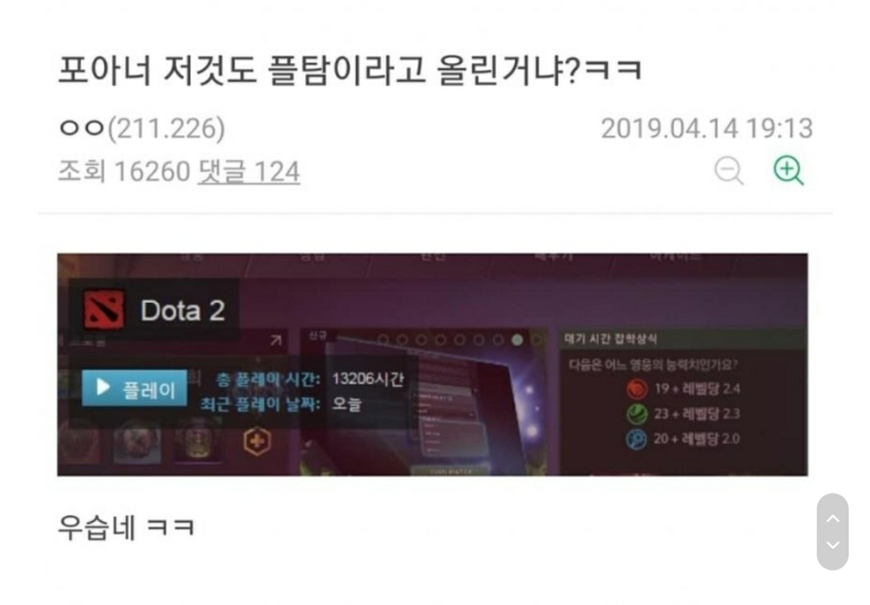 포아너 저것도 플탐이라고 올린거냐?ㅋㅋ
ㅇㅇ(211.226)
2019.04.14 19:13
조회 16260 댓글 124
Dota 2
신규
대기 시간 잡학상식
다음은 어느 영웅의 능력치인가요?
플레이
총 플레이 시간: 13206시간
최근 플레이 날짜: 오늘
19 + 레벨당 2.4
23 + 레벨당 2.3
20 + 레벨당 2.0
우습네 ㅋㅋ